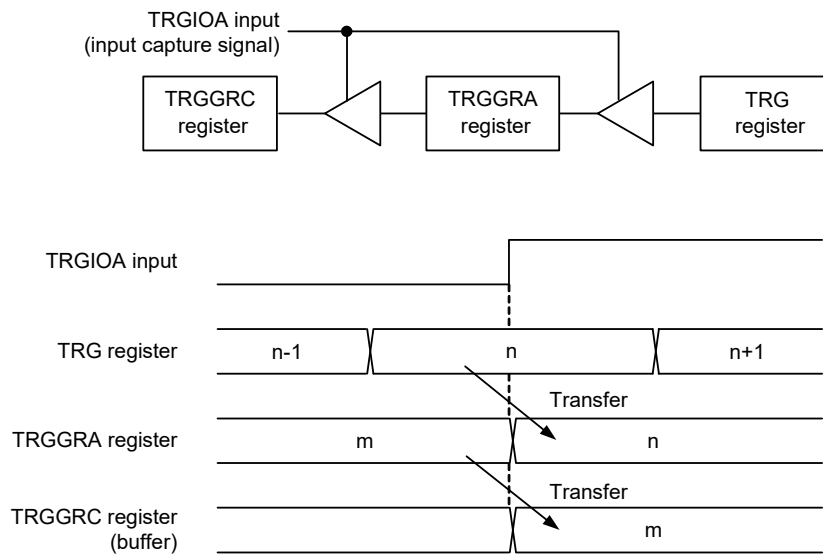 TRGIOA input
(input capture signal)
TRGGRC
register
TRGGRA
register
TRG
register
TRGIOA input
TRG register
n-1
n
n+1
Transfer
TRGGRA register
m
n
Transfer
TRGGRC register
(buffer)
m